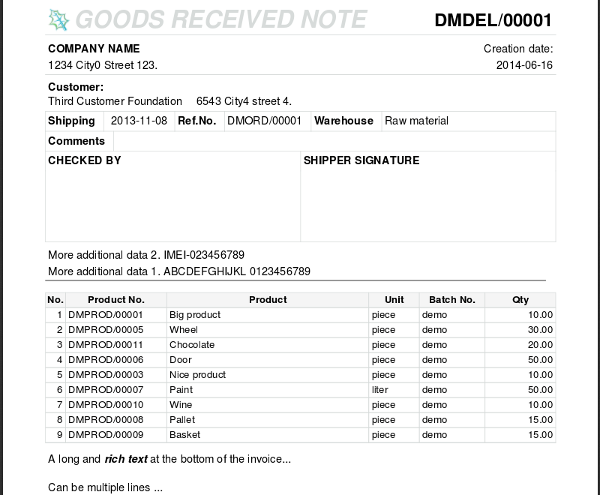 GOODS RECEIVED NOTE DMDEL/00001
COMPANY NAME Creation date:
1234 City0 Street 123. 2014-06-16
Customer:
Third Customer Foundation 6543 City4 street 4.
Shipping 2013-11-08 Ref.No. DMORD/00001 Warehouse Raw material
Comments
CHECKED BY SHIPPER SIGNATURE
More additional data 2. IMEI-023456789
More additional data 1. ABCDEFGHIJKL 0123456789
No. Product No. Product Unit Batch No. Qty
1 DMPROD/00001 Big product piece demo 10.00
2 DMPROD/00005 Wheel piece demo 30.00
3 DMPROD/00011 Chocolate piece demo 20.00
4 DMPROD/00006 Door piece demo 50.00
5 DMPROD/00003 Nice product piece demo 10.00
6 DMPROD/00007 Paint liter demo 50.00
7 DMPROD/00010 Wine piece demo 10.00
8 DMPROD/00008 Pallet piece demo 15.00
9 DMPROD/00009 Basket piece demo 15.00
A long and rich text at the bottom of the invoice...
Can be multiple lines ...